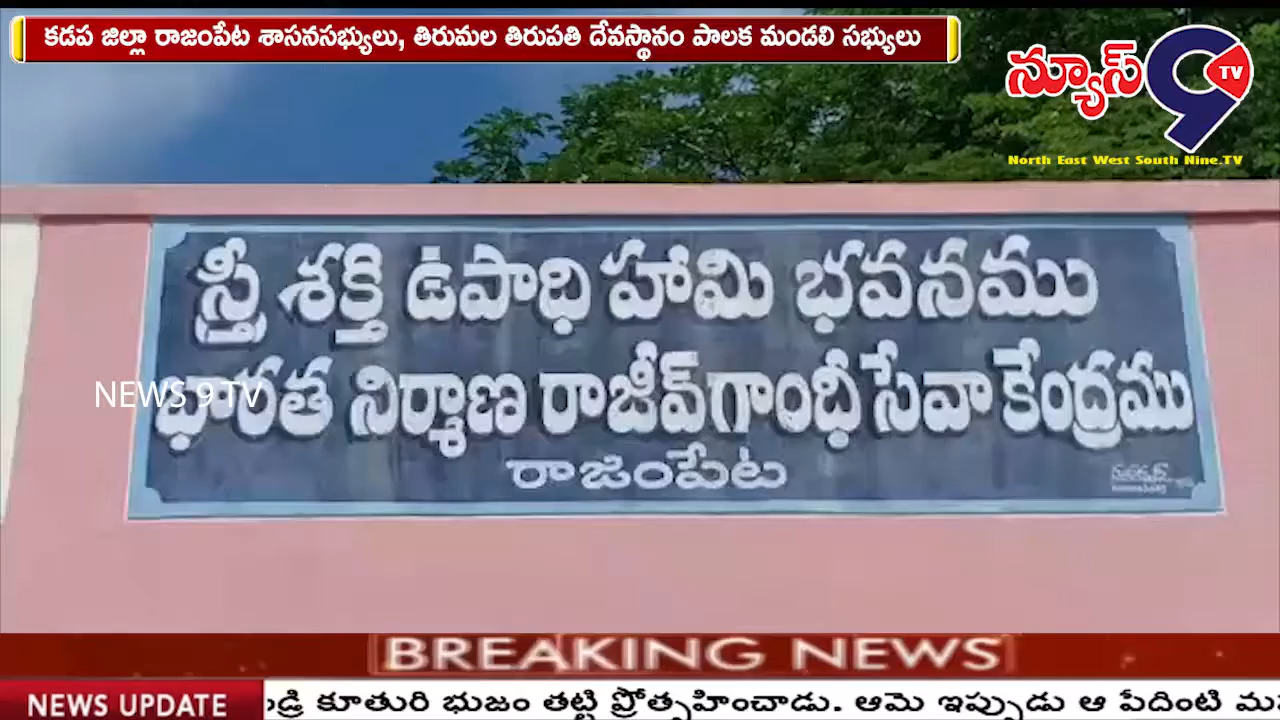 కడప జిల్లా రాజంపేట శాసనసభ్యులు, తిరుమల తిరుపతి దేవస్థానం పాలక మండలి సభ్యులు
న్యూస్ 9 TV
North East West South Nine.TV
స్త్రీ శక్తి ఉపాధి హామి భవనము
భారత నిర్మాణ రాజీవ్‌గాంధీ సేవా కేంద్రము
రాజంపేట
NEWS 9 TV
BREAKING NEWS
NEWS UPDATE
కూతురి భుజం తట్టి ప్రోత్సహించాడు. ఆమె ఇప్పుడు ఆ పేదింటి